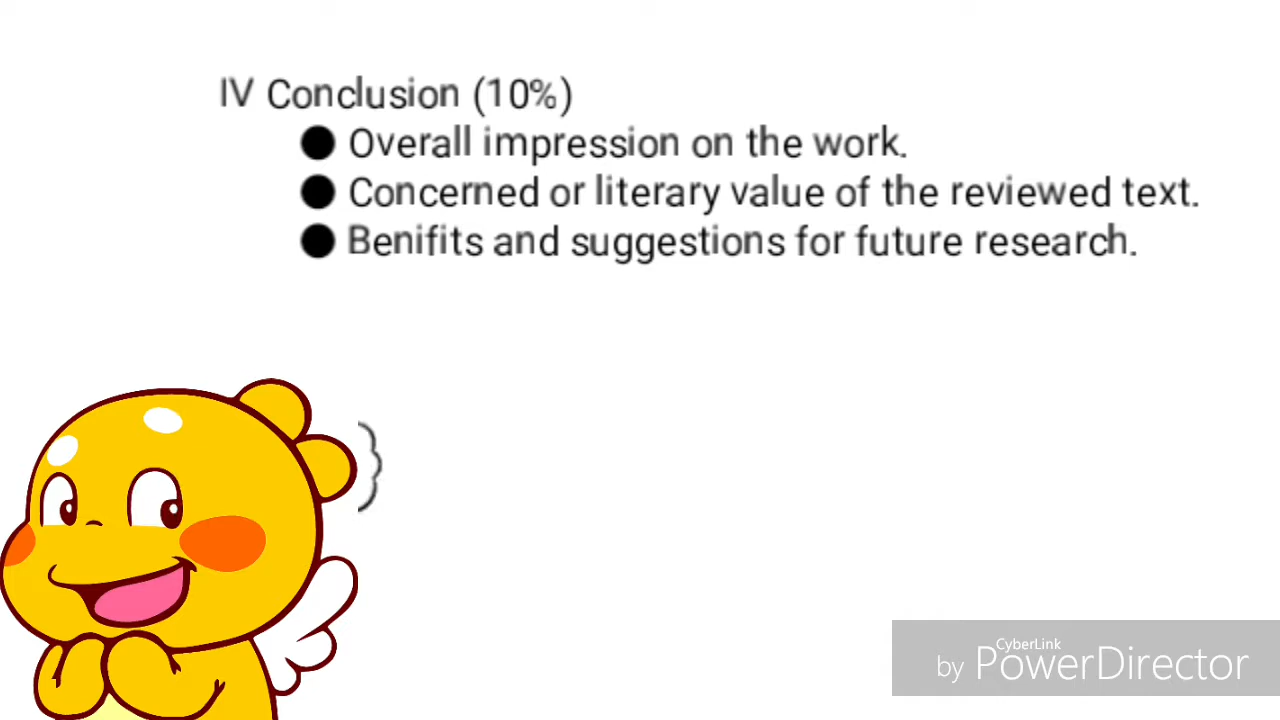 IV Conclusion (10%)
● Overall impression on the work.
● Concerned or literary value of the reviewed text.
● Benifits and suggestions for future research.
CyberLink
by PowerDirector